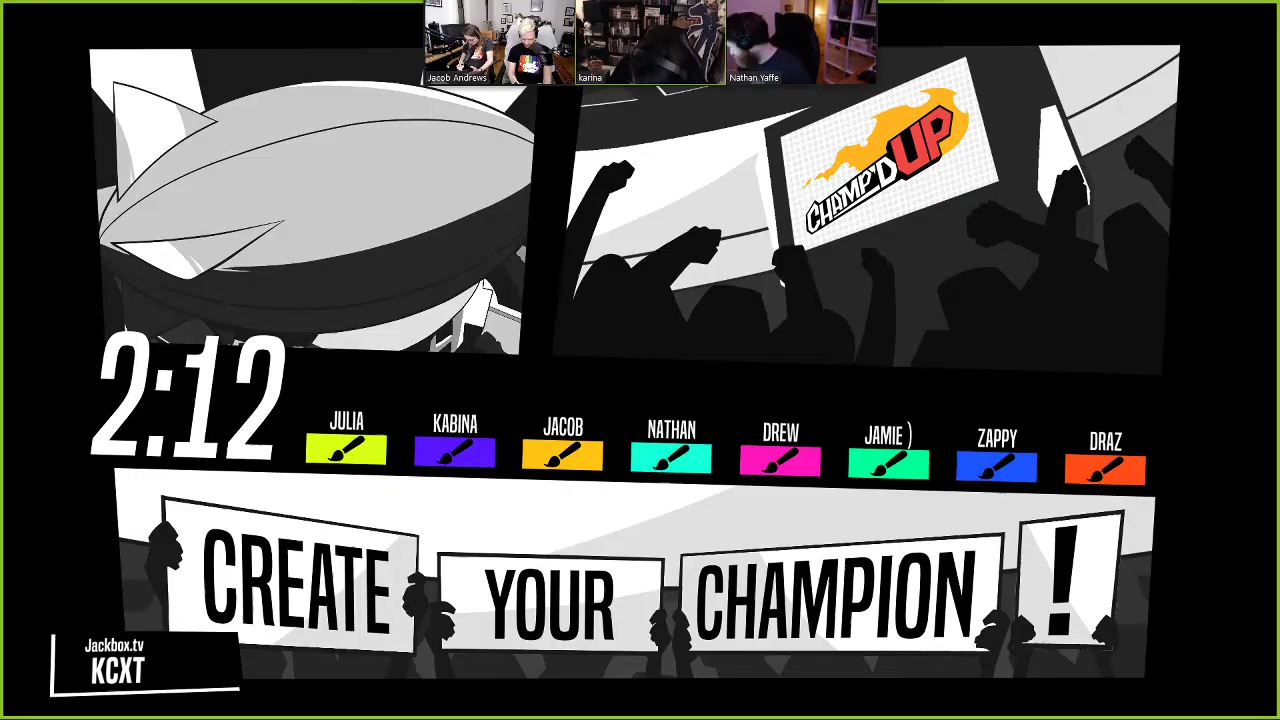 Jacob Andrews
karina
Nathan Yaffe
CHAMP'D UP
2:12
JULIA
KABINA
JACOB
NATHAN
DREW
JAMIE )
ZAPPY
DRAZ
CREATE YOUR CHAMPION !
Jackbox.tv
KCXT